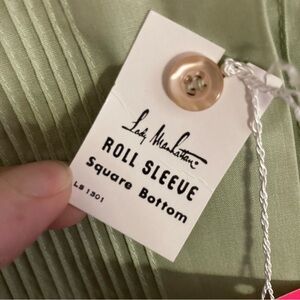 Lady Manhattan
ROLL SLEEVE
Square Bottom
LB 1301